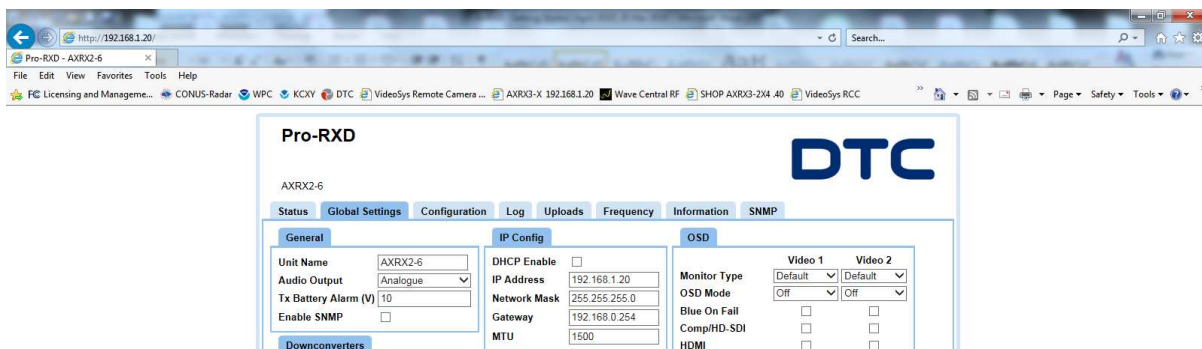 http://192.168.1.20/
Search...
Pro-RXD - AXRX2-6
File Edit View Favorites Tools Help
FC Licensing and Manageme... CONUS-Radar WPC KCXY DTC VideoSys Remote Camera ... AXRX3-X 192.168.1.20 Wave Central RF SHOP AXRX3-2X4 .40 VideoSys RCC » Page Safety Tools
Pro-RXD
DTC
AXRX2-6
Status Global Settings Configuration Log Uploads Frequency Information SNMP
General
Unit Name AXRX2-6
Audio Output Analogue
Tx Battery Alarm (V) 10
Enable SNMP
Downconverters
IP Config
DHCP Enable
IP Address 192.168.1.20
Network Mask 255.255.255.0
Gateway 192.168.0.254
MTU 1500
OSD
Video 1 Video 2
Monitor Type Default Default
OSD Mode Off Off
Blue On Fail
Comp/HD-SDI
HDMI